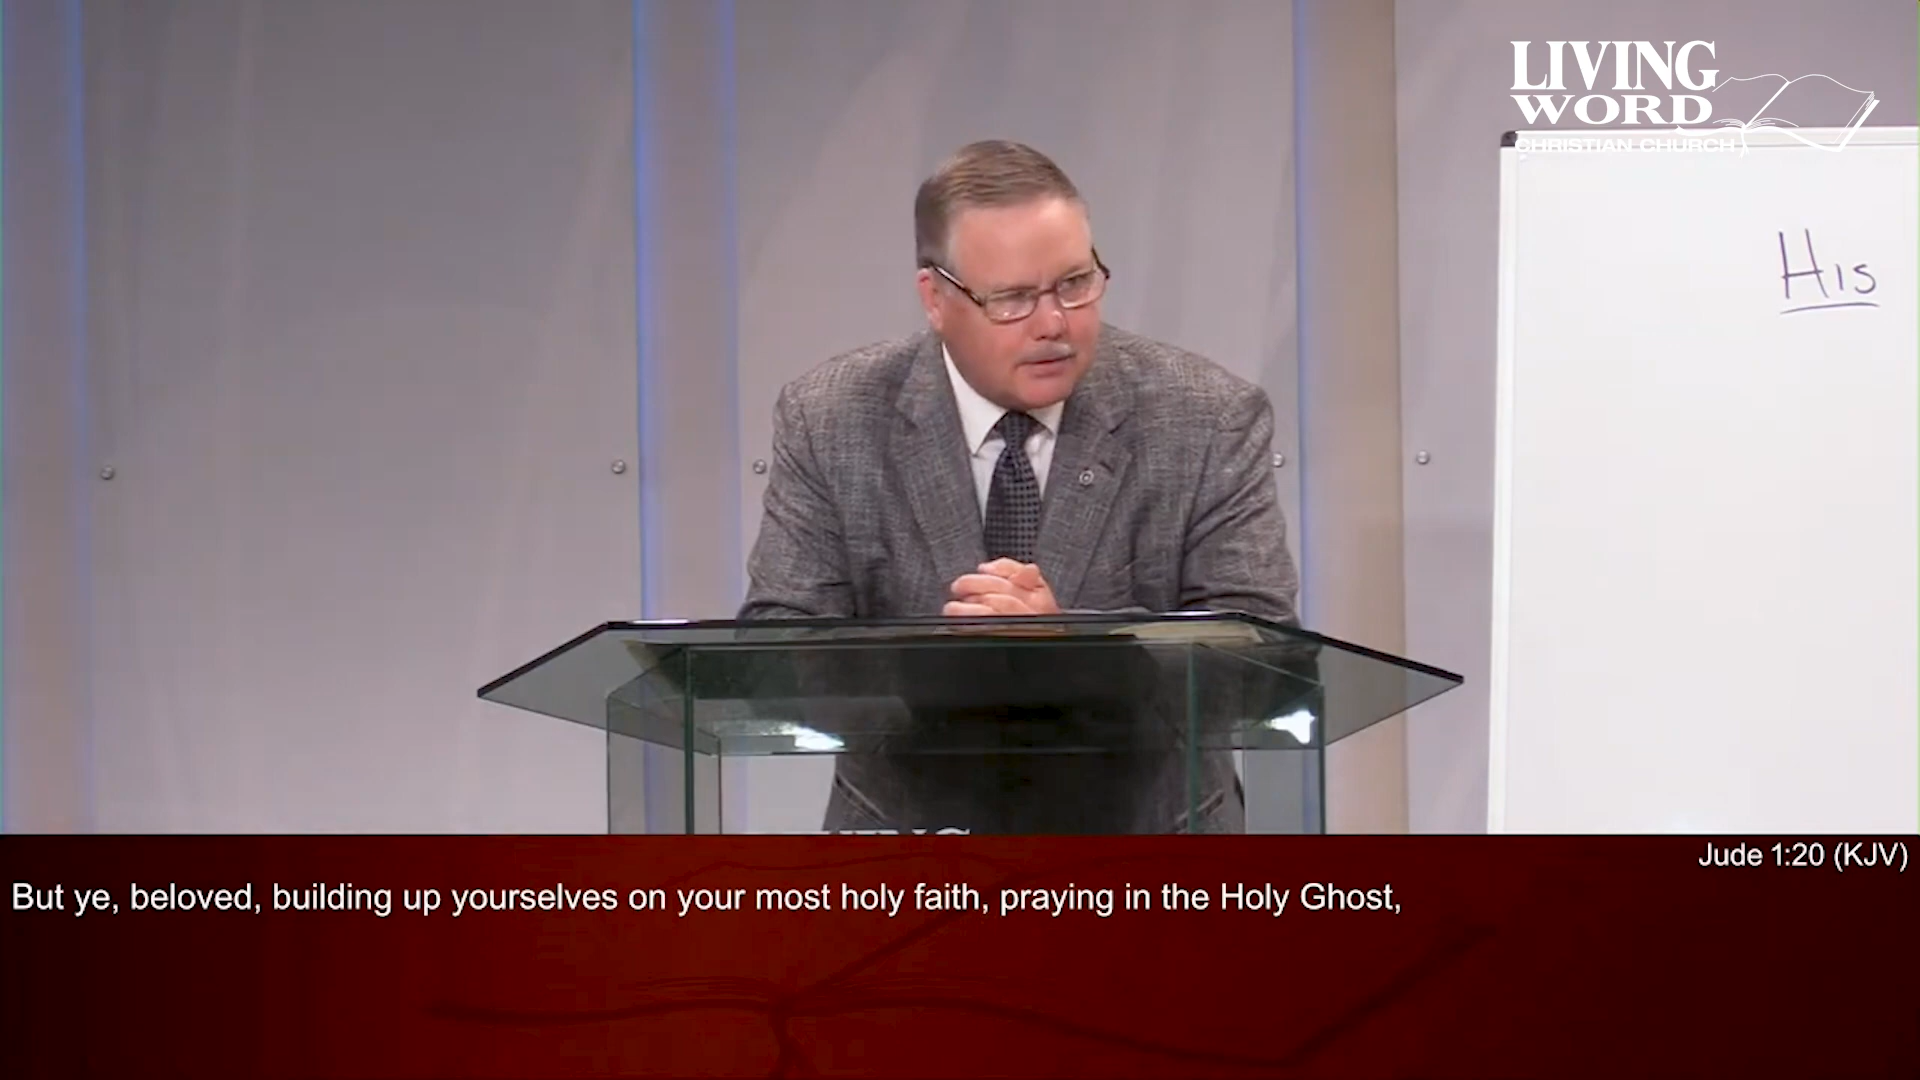 LIVING
WORD
CHRISTIAN CHURCH
His
Jude 1:20 (KJV)
But ye, beloved, building up yourselves on your most holy faith, praying in the Holy Ghost,